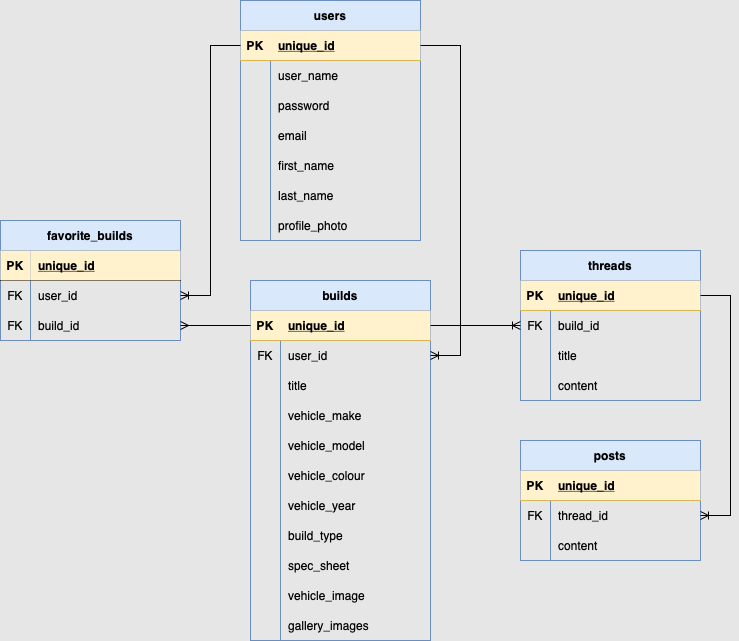 users
PK unique_id
user_name
password
email
first_name
last_name
profile_photo
favorite_builds
PK unique_id
FK user_id
FK build_id
builds
PK unique_id
FK user_id
title
vehicle_make
vehicle_model
vehicle_colour
vehicle_year
build_type
spec_sheet
vehicle_image
gallery_images
threads
PK unique_id
FK build_id
title
content
posts
PK unique_id
FK thread_id
content